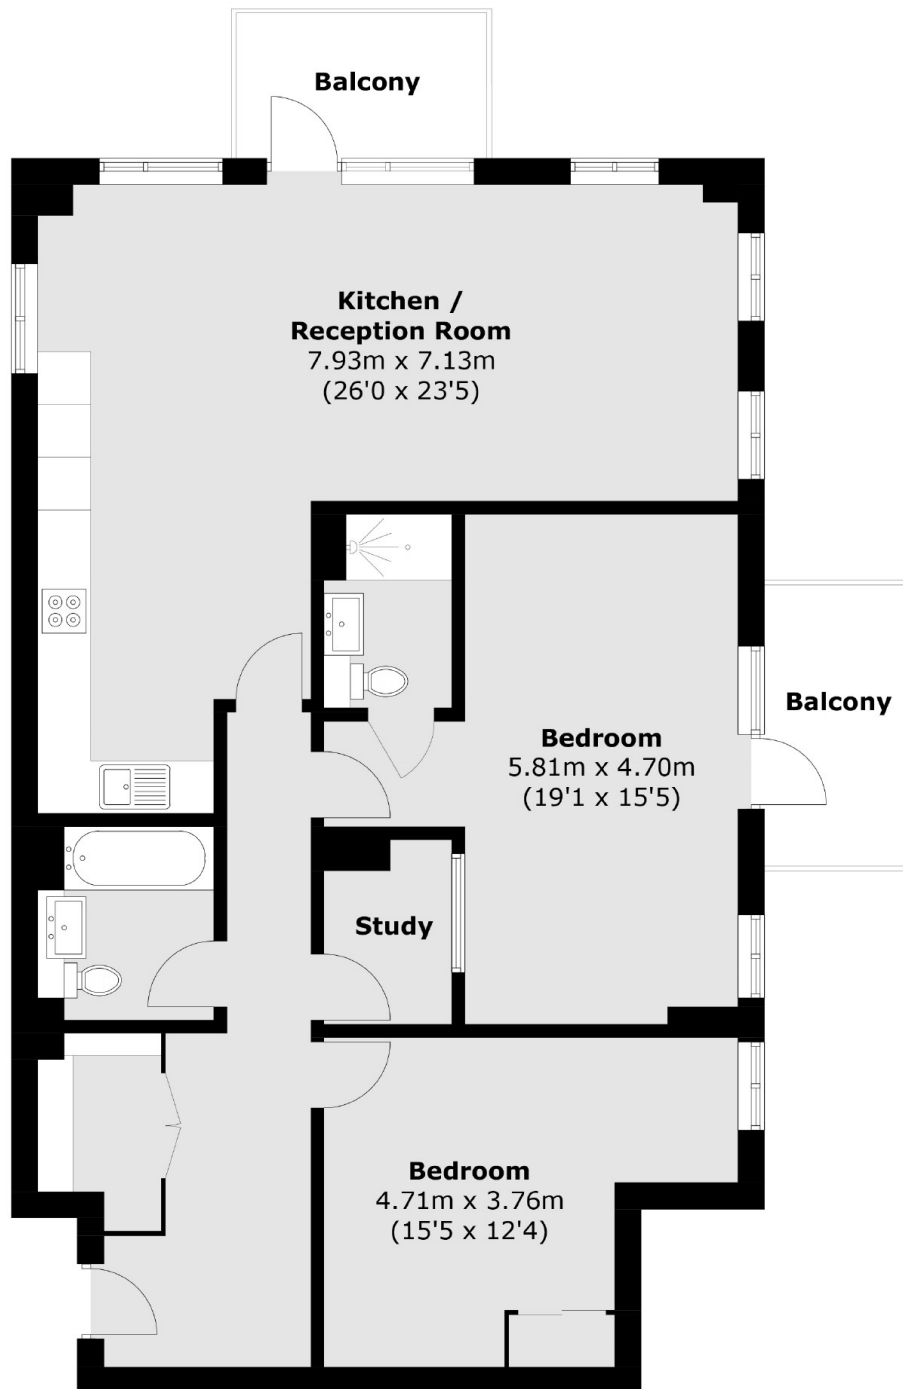 Balcony
Kitchen /
Reception Room
7.93m x 7.13m
(26'0 x 23'5)
Balcony
Bedroom
5.81m x 4.70m
(19'1 x 15'5)
Study
Bedroom
4.71m x 3.76m
(15'5 x 12'4)